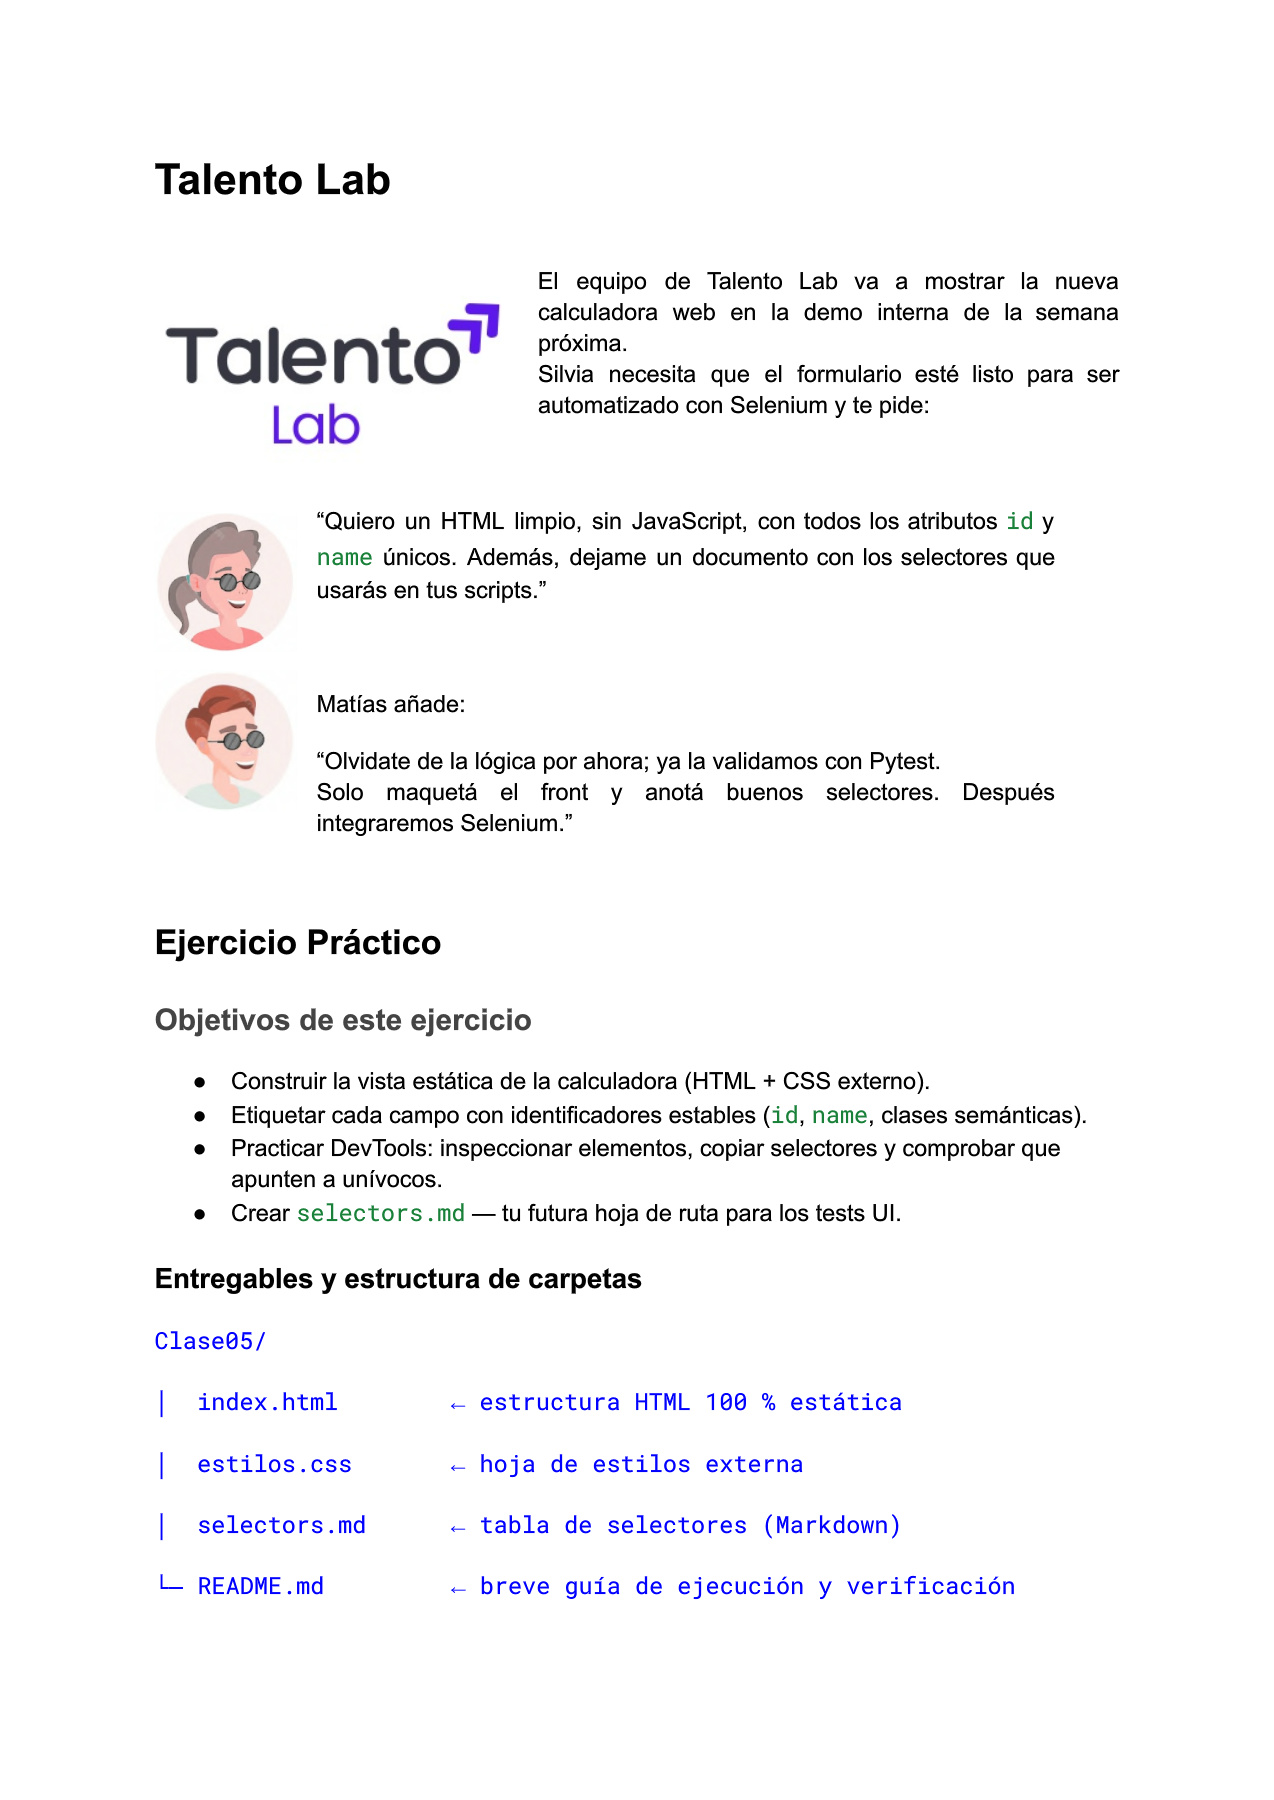 Talento Lab
Talento
Lab
El equipo de Talento Lab va a mostrar la nueva
calculadora web en la demo interna de la semana
próxima.
Silvia necesita que el formulario esté listo para ser
automatizado con Selenium y te pide:
“Quiero un HTML limpio, sin JavaScript, con todos los atributos id y
name únicos. Además, dejame un documento con los selectores que
usarás en tus scripts.”
Matías añade:
“Olvidate de la lógica por ahora; ya la validamos con Pytest.
Solo maquetá el front y anotá buenos selectores. Después
integraremos Selenium.”
Ejercicio Práctico
Objetivos de este ejercicio
● Construir la vista estática de la calculadora (HTML + CSS externo).
● Etiquetar cada campo con identificadores estables (id, name, clases semánticas).
● Practicar DevTools: inspeccionar elementos, copiar selectores y comprobar que
apunten a unívocos.
● Crear selectors.md — tu futura hoja de ruta para los tests UI.
Entregables y estructura de carpetas
Clase05/
│ index.html ← estructura HTML 100 % estática
│ estilos.css ← hoja de estilos externa
│ selectors.md ← tabla de selectores (Markdown)
└─ README.md ← breve guía de ejecución y verificación